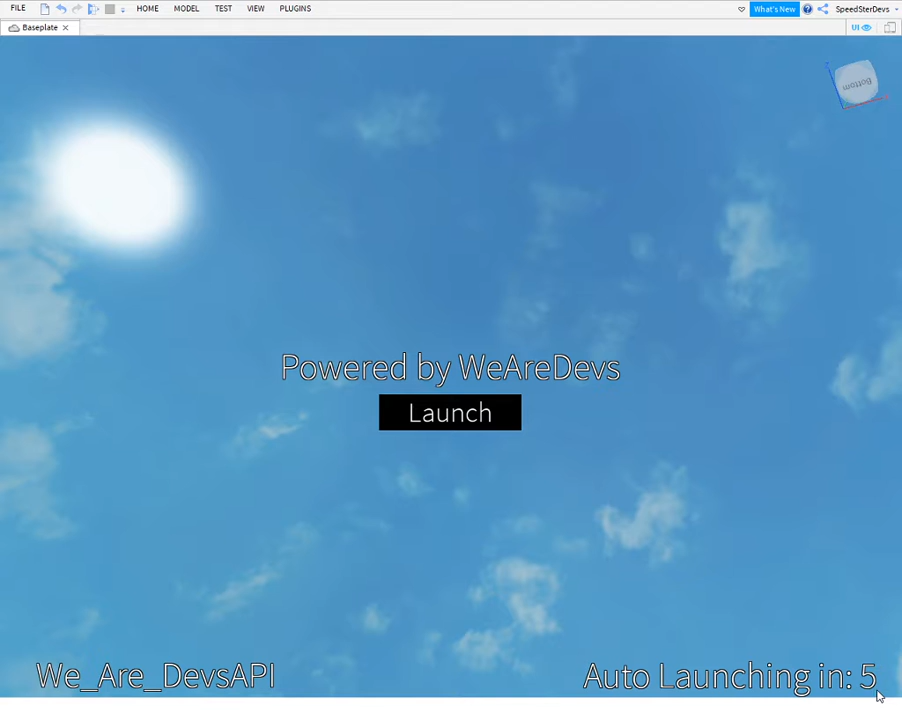 FILE HOME MODEL TEST VIEW PLUGINS What's New SpeedSterDevs
Baseplate UI
Bottom
Powered by WeAreDevs
Launch
We_Are_DevsAPI Auto Launching in: 5